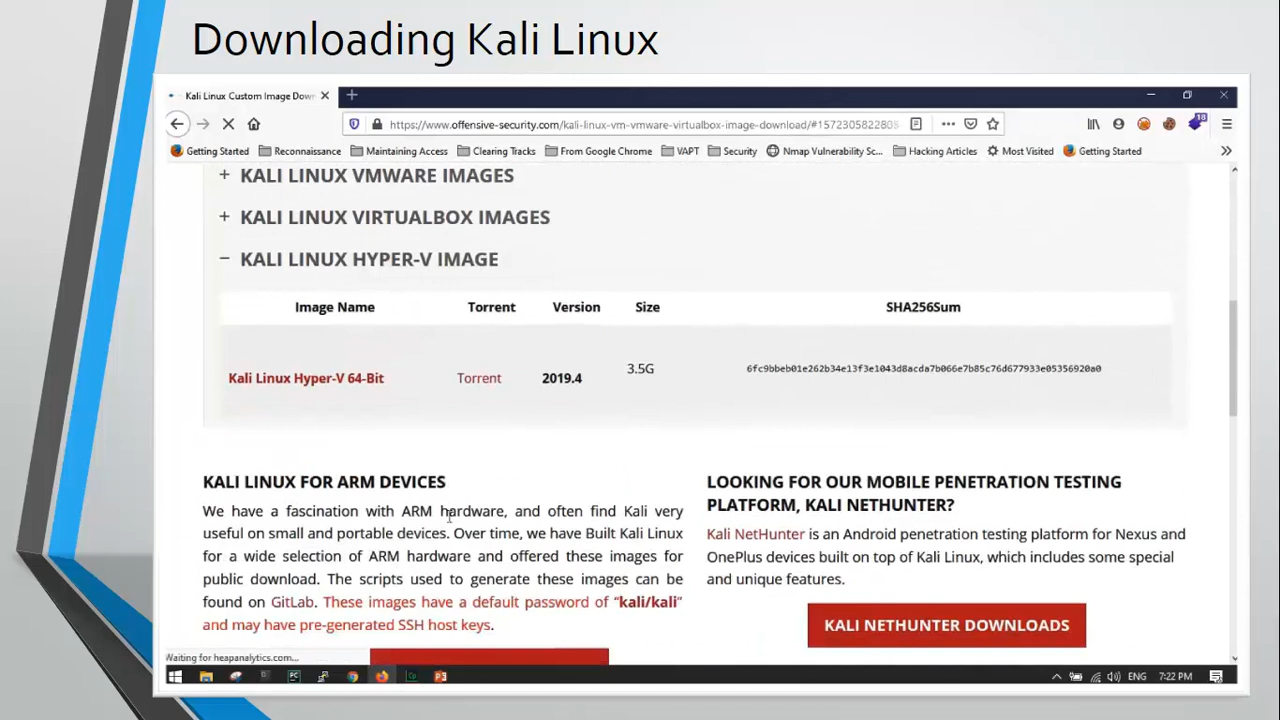 Downloading Kali Linux
Kali Linux Custom Image Dow
https://www.offensive-security.com/kali-linux-vm-vmware-virtualbox-image-download/#1572305822805
18
Getting Started Reconnaissance Maintaining Access Clearing Tracks From Google Chrome VAPT Security Nmap Vulnerability Sc... Hacking Articles Most Visited Getting Started
+ KALI LINUX VMWARE IMAGES
+ KALI LINUX VIRTUALBOX IMAGES
− KALI LINUX HYPER-V IMAGE
Image Name Torrent Version Size SHA256Sum
Kali Linux Hyper-V 64-Bit Torrent 2019.4 3.5G 6fc9bbeb01e262b34e13f3e1043d8acda7b066e7b85c76d677933e05356920a0
KALI LINUX FOR ARM DEVICES
We have a fascination with ARM hardware, and often find Kali very
useful on small and portable devices. Over time, we have Built Kali Linux
for a wide selection of ARM hardware and offered these images for
public download. The scripts used to generate these images can be
found on GitLab. These images have a default password of "kali/kali"
and may have pre-generated SSH host keys.
LOOKING FOR OUR MOBILE PENETRATION TESTING
PLATFORM, KALI NETHUNTER?
Kali NetHunter is an Android penetration testing platform for Nexus and
OnePlus devices built on top of Kali Linux, which includes some special
and unique features.
KALI NETHUNTER DOWNLOADS
Waiting for heapanalytics.com...
ENG 7:22 PM